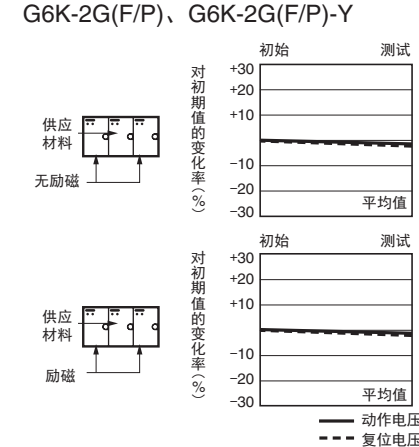 G6K-2G(F/P)、G6K-2G(F/P)-Y
初始 测试
对初期值的变化率(%)
+30
+20
+10
-10
-20
-30
平均值
供应
材料
无励磁
初始 测试
对初期值的变化率(%)
+30
+20
+10
-10
-20
-30
平均值
供应
材料
励磁
动作电压
复位电压